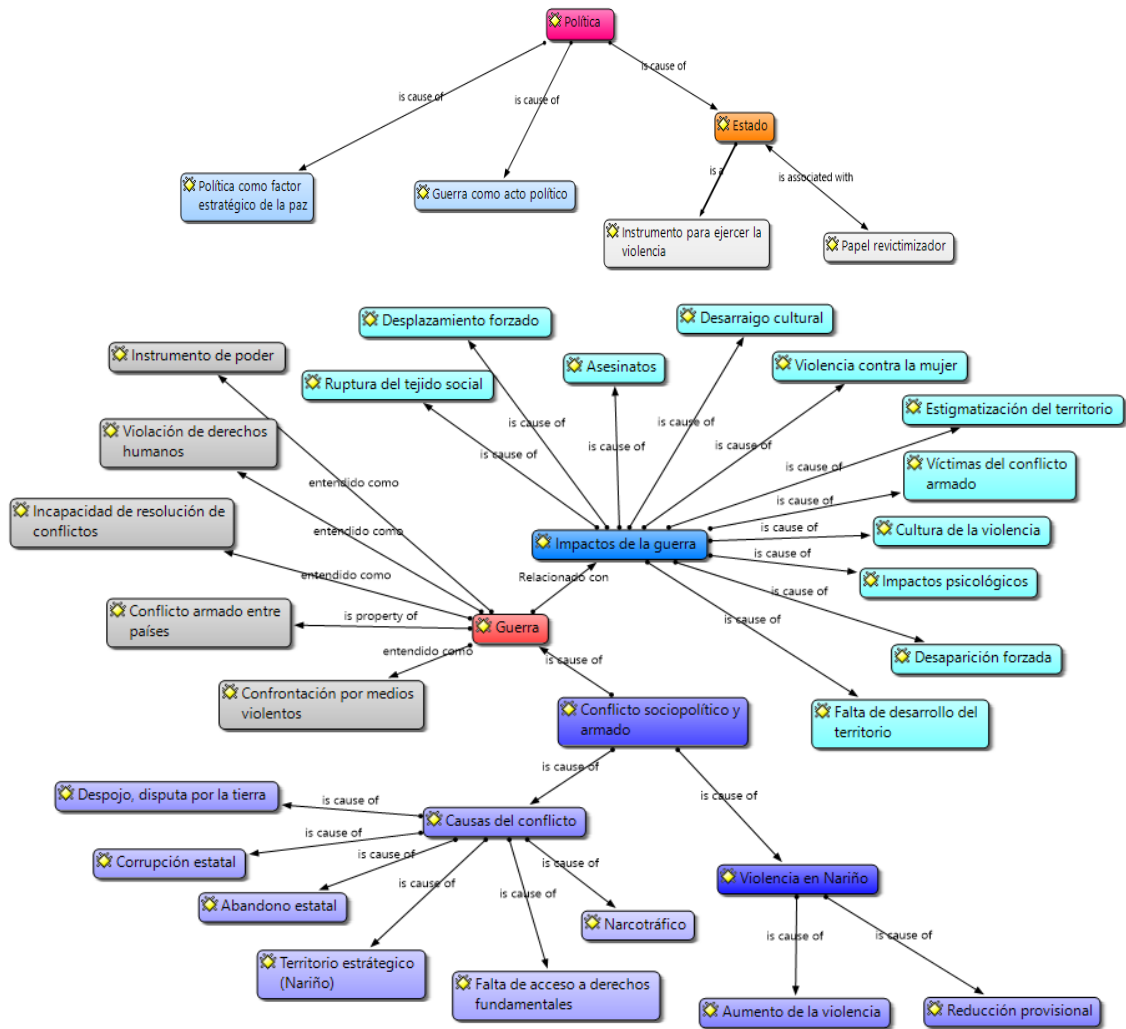 Política
is cause of
is cause of
is cause of
Estado
is a
is associated with
Política como factor
estratégico de la paz
Guerra como acto político
Instrumento para ejercer la
violencia
Papel revictimizador
Desplazamiento forzado
Desarraigo cultural
Instrumento de poder
Asesinatos
Violencia contra la mujer
Ruptura del tejido social
Estigmatización del territorio
Violación de derechos
humanos
is cause of
is cause of
is cause of
is cause of
is cause of
is cause of
Víctimas del conflicto
armado
entendido como
is cause of
Incapacidad de resolución de
conflictos
entendido como
is cause of
Cultura de la violencia
Impactos de la guerra
is cause of
entendido como
Relacionado con
Impactos psicológicos
Conflicto armado entre
países
is property of
is cause of
is cause of
Guerra
entendido como
is cause of
Desaparición forzada
Confrontación por medios
violentos
Conflicto sociopolítico y
armado
Falta de desarrollo del
territorio
is cause of
is cause of
Despojo, disputa por la tierra
is cause of
Causas del conflicto
is cause of
Corrupción estatal
is cause of
is cause of
is cause of
is cause of
Violencia en Nariño
Abandono estatal
Narcotráfico
is cause of
is cause of
Territorio estrátegico
(Nariño)
Falta de acceso a derechos
fundamentales
Aumento de la violencia
Reducción provisional